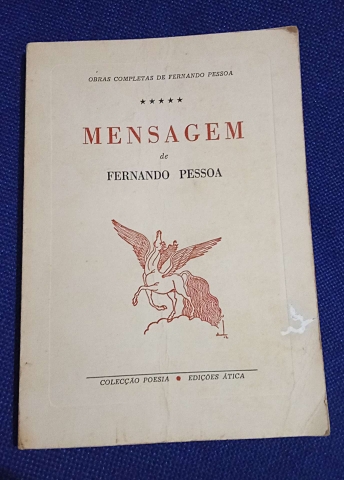 OBRAS COMPLETAS DE FERNANDO PESSOA
★★★★★
MENSAGEM
de
FERNANDO PESSOA
COLECÇÃO POESIA • EDIÇÕES ÁTICA